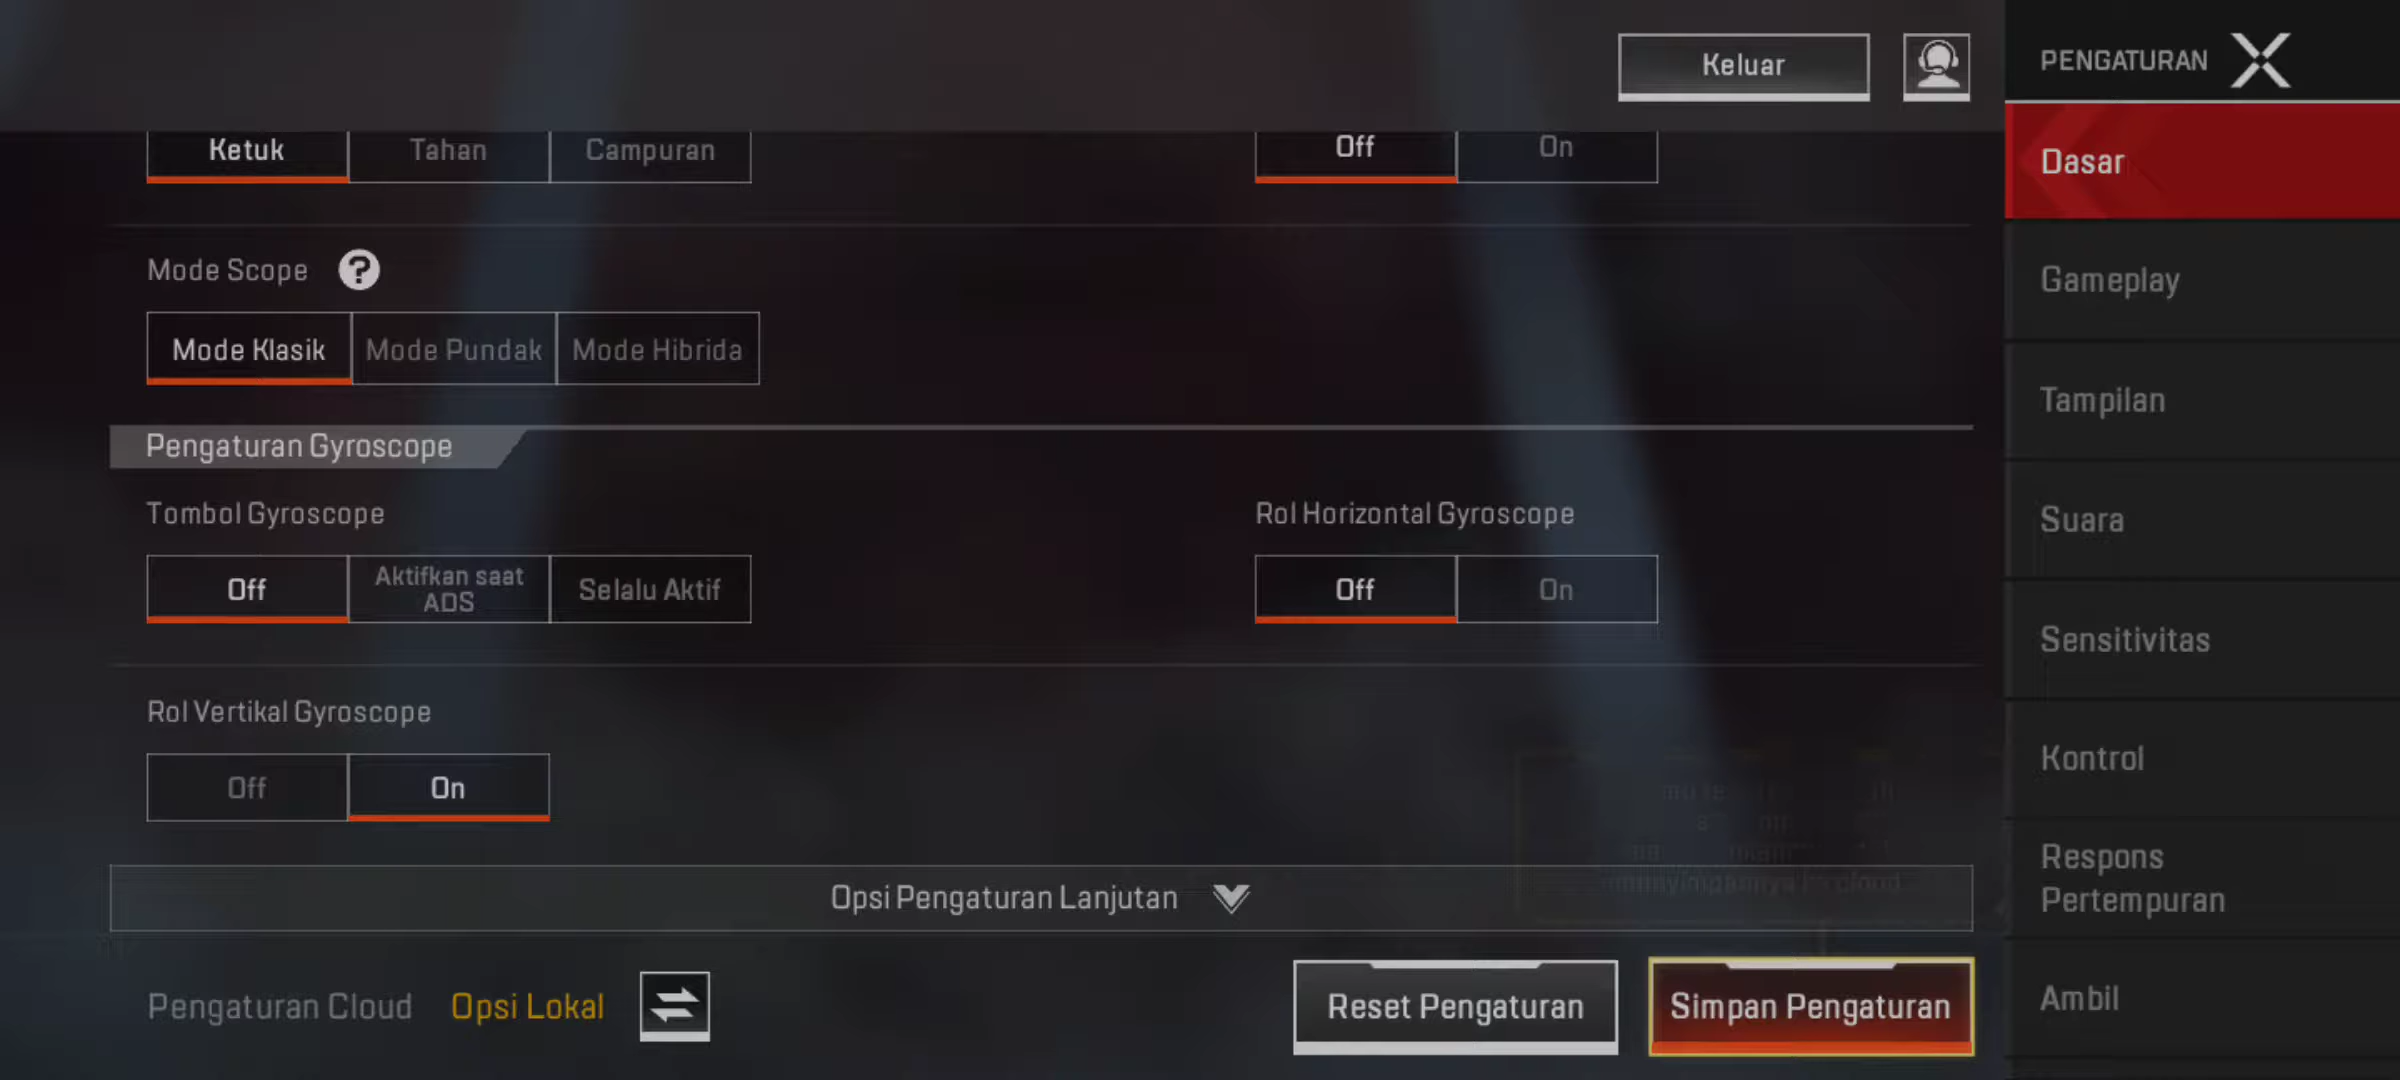 Keluar
PENGATURAN
Ketuk Tahan Campuran
Off On
Mode Scope ?
Mode Klasik Mode Pundak Mode Hibrida
Pengaturan Gyroscope
Tombol Gyroscope
Off
Aktifkan saat
ADS
Selalu Aktif
Rol Horizontal Gyroscope
Off On
Rol Vertikal Gyroscope
Off On
Opsi Pengaturan Lanjutan
Pengaturan Cloud Opsi Lokal
Reset Pengaturan
Simpan Pengaturan
Dasar
Gameplay
Tampilan
Suara
Sensitivitas
Kontrol
Respons
Pertempuran
Ambil